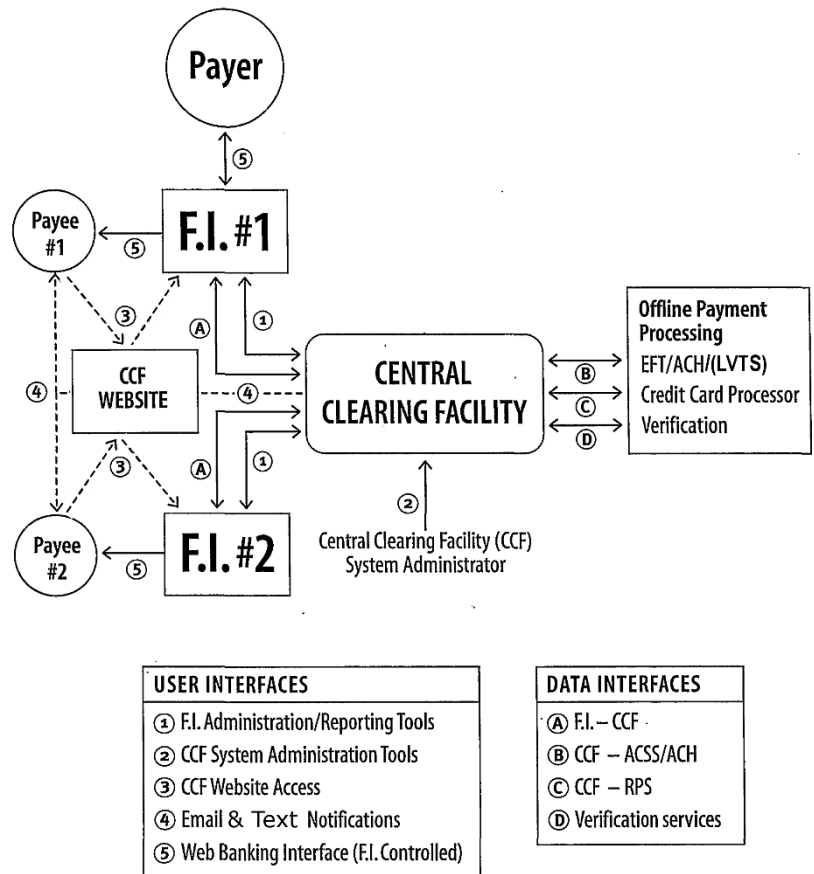 Payer
⑤
Payee
#1
⑤
F.I. #1
③
Ⓐ
①
④
CCF
WEBSITE
④
CENTRAL
CLEARING FACILITY
Ⓑ
Ⓒ
Ⓓ
Offline Payment
Processing
EFT/ACH/(LVTS)
Credit Card Processor
Verification
③
Ⓐ
①
②
Payee
#2
⑤
F.I. #2
Central Clearing Facility (CCF)
System Administrator
USER INTERFACES
① F.I. Administration/Reporting Tools
② CCF System Administration Tools
③ CCF Website Access
④ Email & Text Notifications
⑤ Web Banking Interface (F.I. Controlled)
DATA INTERFACES
Ⓐ F.I. – CCF
Ⓑ CCF – ACSS/ACH
Ⓒ CCF – RPS
Ⓓ Verification services